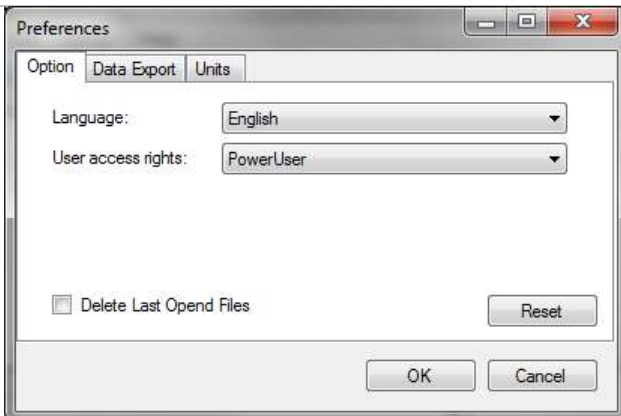 Preferences
Option Data Export Units
Language: English
User access rights: PowerUser
Delete Last Opend Files
Reset
OK Cancel